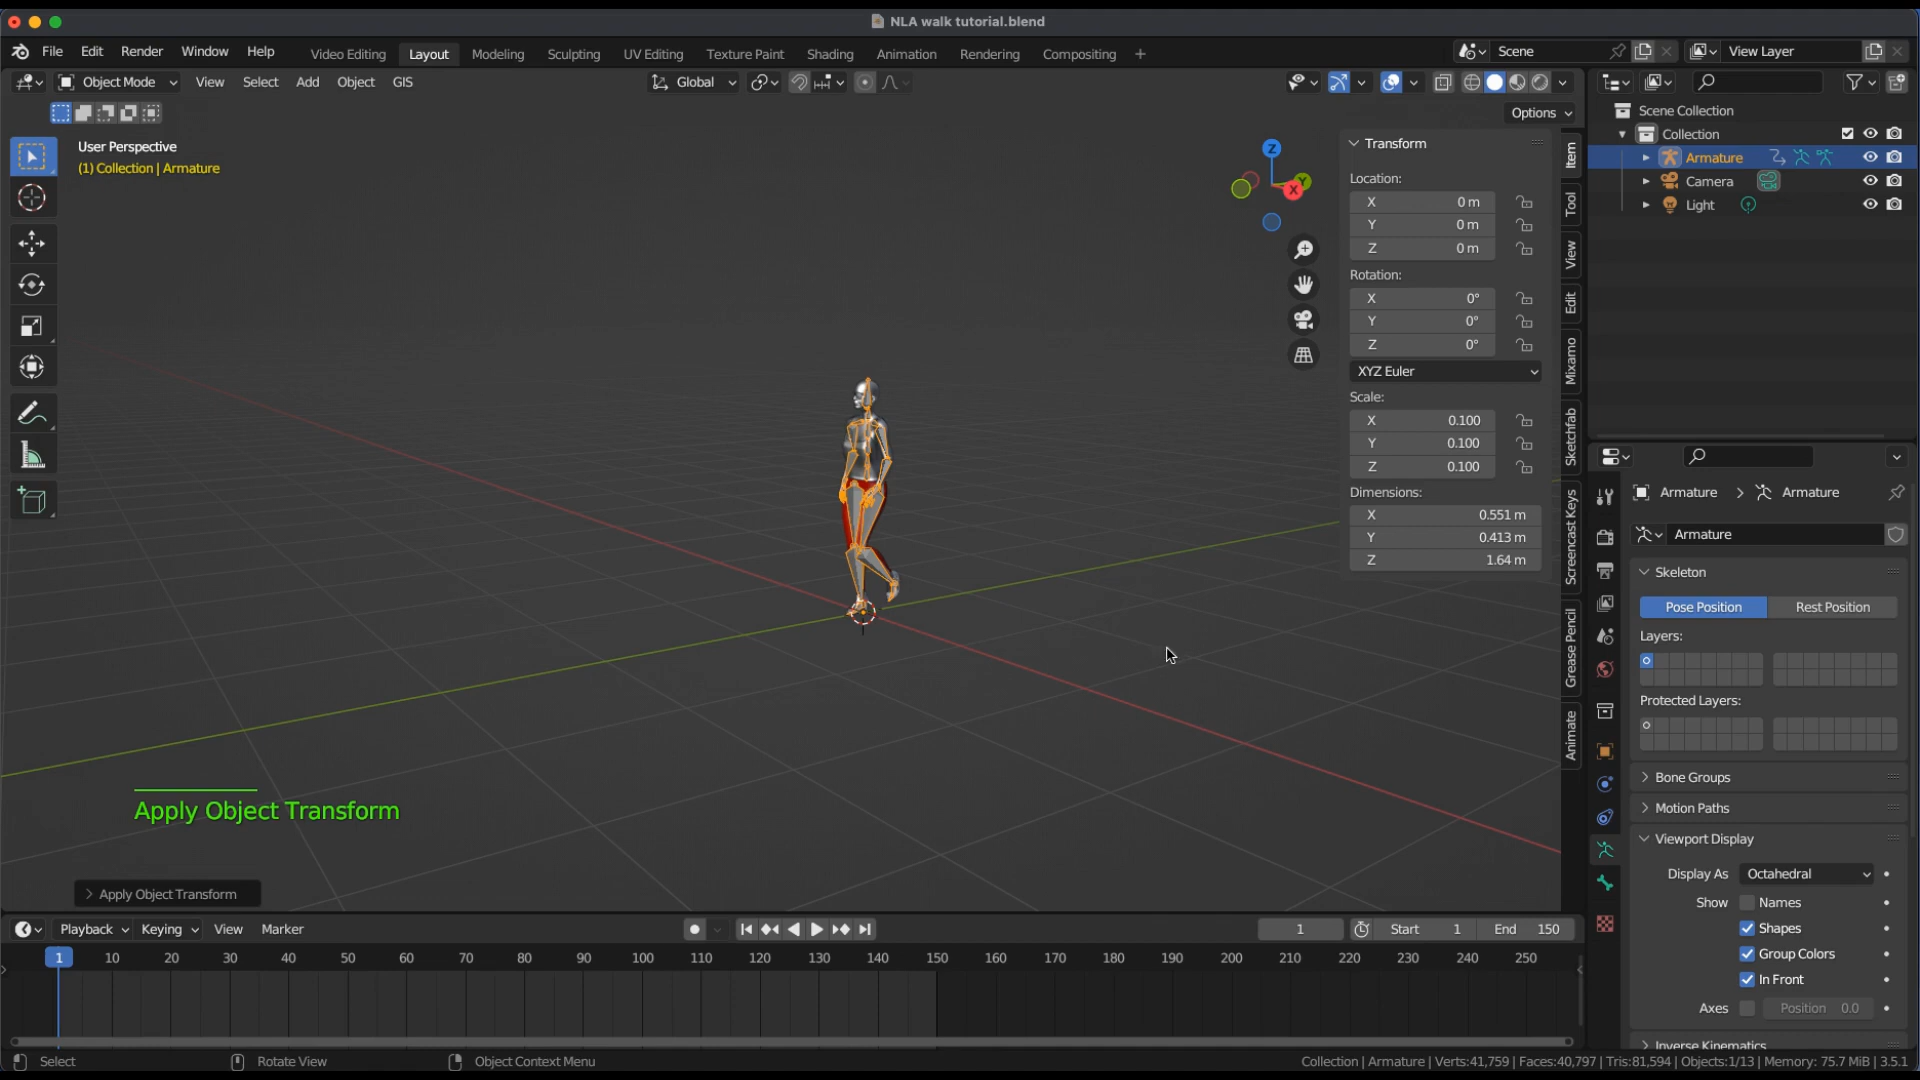 NLA walk tutorial.blend
File Edit Render Window Help Video Editing Layout Modeling Sculpting UV Editing Texture Paint Shading Animation Rendering Compositing + Scene View Layer
Object Mode View Select Add Object GIS Global
Options
User Perspective
(1) Collection | Armature
Z
Y
X
Transform
Location:
X 0 m
Y 0 m
Z 0 m
Rotation:
X 0°
Y 0°
Z 0°
XYZ Euler
Scale:
X 0.100
Y 0.100
Z 0.100
Dimensions:
X 0.551 m
Y 0.413 m
Z 1.64 m
Item
Tool
View
Edit
Mixamo
Sketchfab
Screencast Keys
Grease Pencil
Animate
Scene Collection
Collection
Armature
Camera
Light
Armature > Armature
Armature
Skeleton
Pose Position Rest Position
Layers:
Protected Layers:
Bone Groups
Motion Paths
Viewport Display
Display As Octahedral
Show Names
Shapes
Group Colors
In Front
Axes Position 0.0
Inverse Kinematics
Apply Object Transform
Apply Object Transform
Playback Keying View Marker 1 Start 1 End 150
1 10 20 30 40 50 60 70 80 90 100 110 120 130 140 150 160 170 180 190 200 210 220 230 240 250
Select Rotate View Object Context Menu Collection | Armature | Verts:41,759 | Faces:40,797 | Tris:81,594 | Objects:1/13 | Memory: 75.7 MiB | 3.5.1